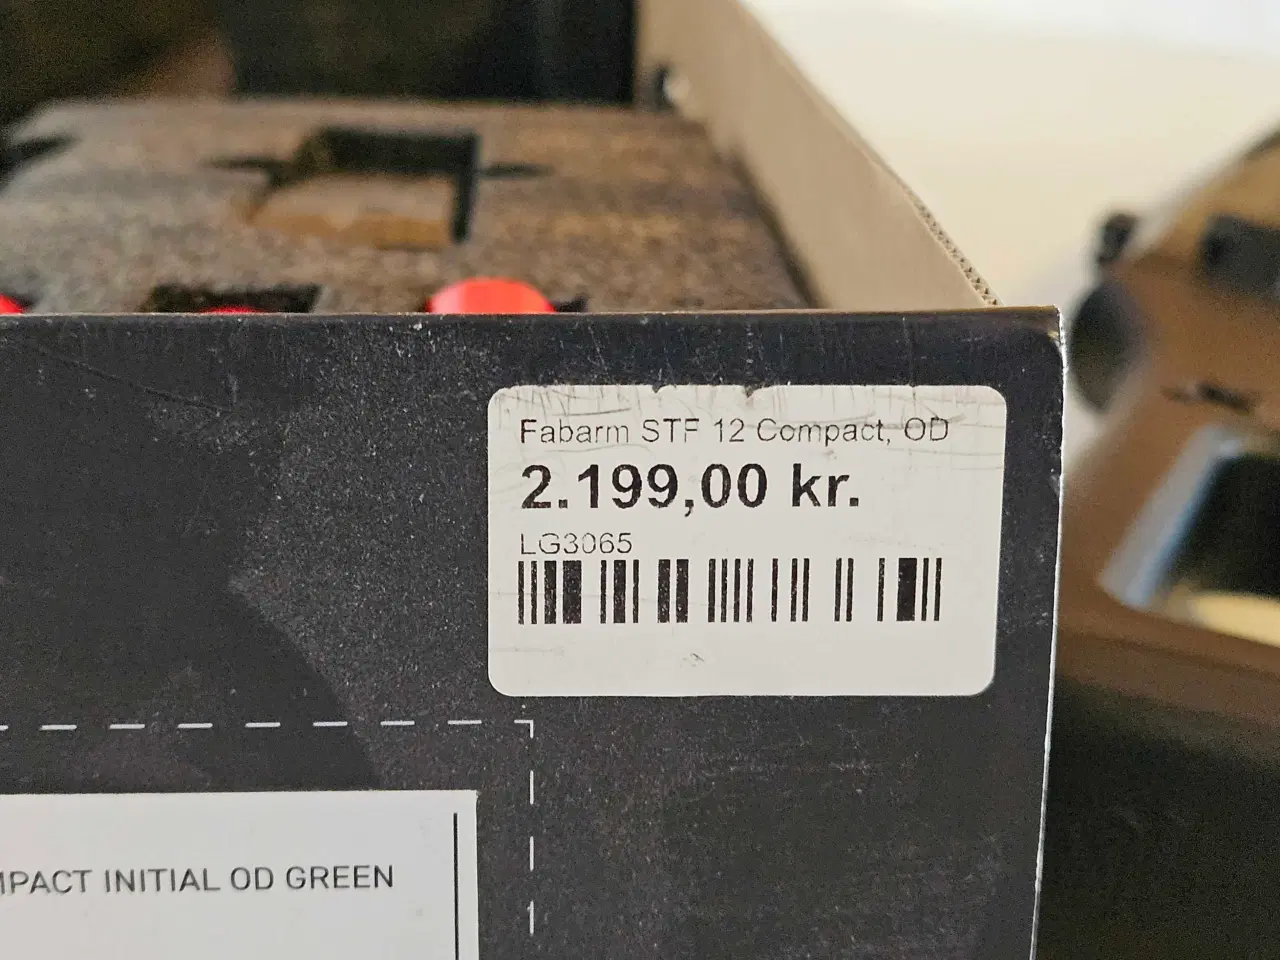 Fabarm STF 12 Compact, OD
2.199,00 kr.
LG3065
MPACT INITIAL OD GREEN